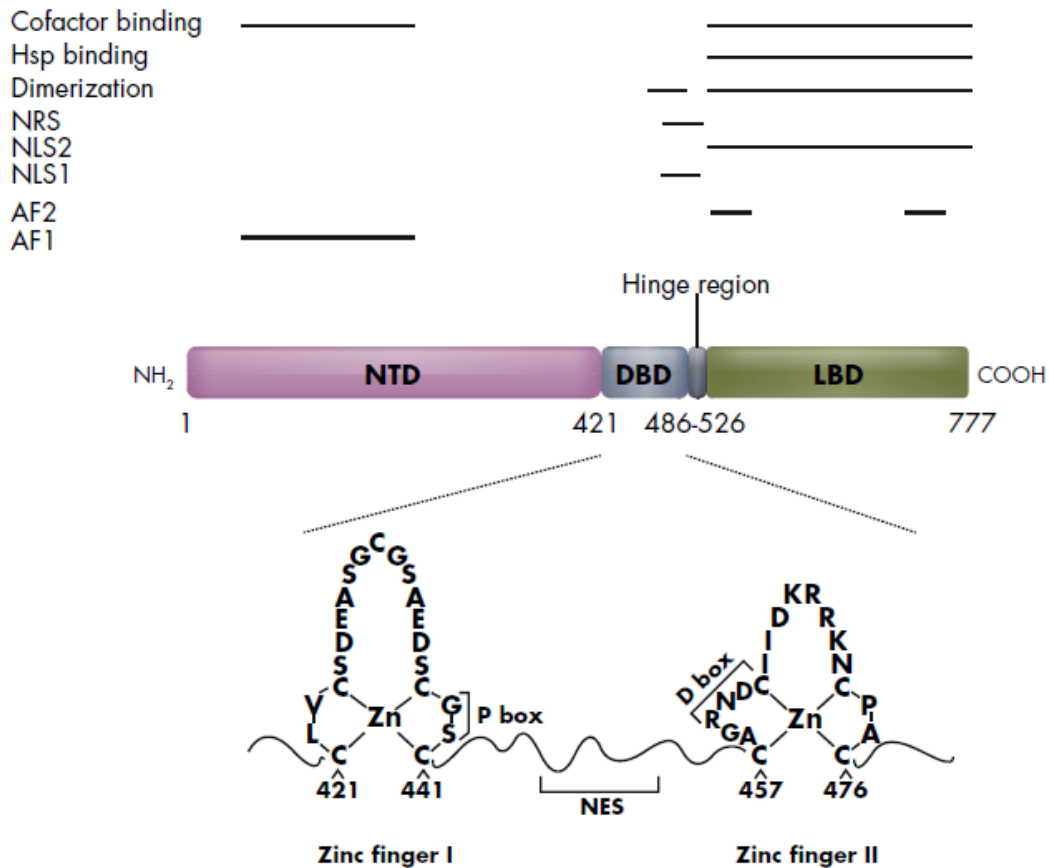 Cofactor binding
Hsp binding
Dimerization
NRS
NLS2
NLS1
AF2
AF1
Hinge region
NH2 NTD DBD LBD COOH
1 421 486-526 777
C
G G
S S
A A
E E
D D
S S
C C
V Zn G
L S
C C
P box
421 441
NES
K R
D R
I K
I N
D box
C C
D Zn P
N A
R
G
A
C C
457 476
Zinc finger I
Zinc finger II